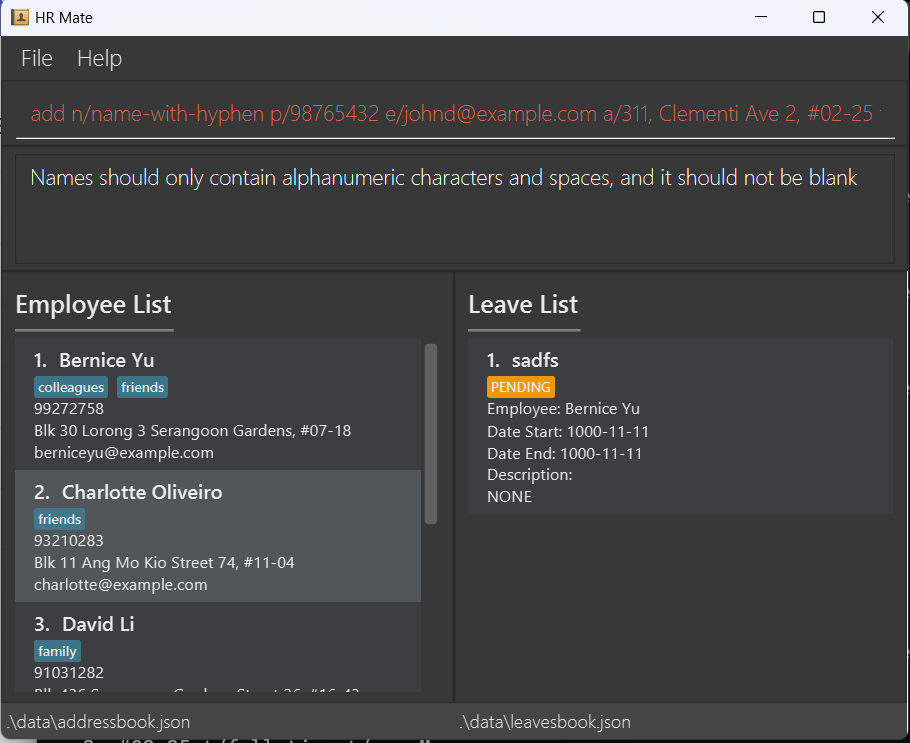 HR Mate
File Help
add n/name-with-hyphen p/98765432 e/johnd@example.com a/311, Clementi Ave 2, #02-25
Names should only contain alphanumeric characters and spaces, and it should not be blank
Employee List
1. Bernice Yu
colleagues friends
99272758
Blk 30 Lorong 3 Serangoon Gardens, #07-18
berniceyu@example.com
2. Charlotte Oliveiro
friends
93210283
Blk 11 Ang Mo Kio Street 74, #11-04
charlotte@example.com
3. David Li
family
91031282
Leave List
1. sadfs
PENDING
Employee: Bernice Yu
Date Start: 1000-11-11
Date End: 1000-11-11
Description:
NONE
.\data\addressbook.json
.\data\leavesbook.json